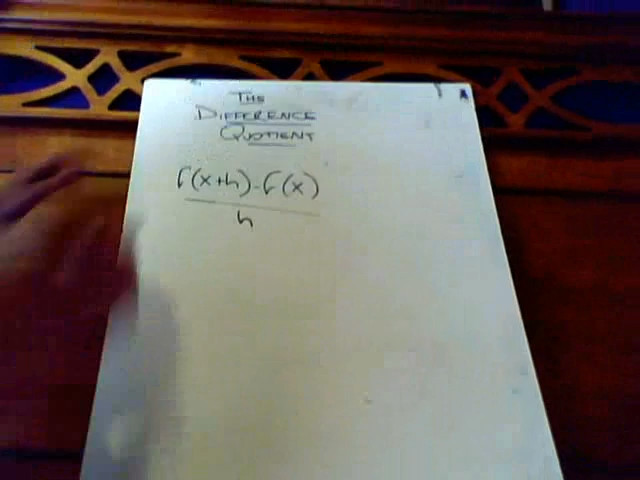 THE
DIFFERENCE
QUOTIENT
f(x+h)-f(x)
h